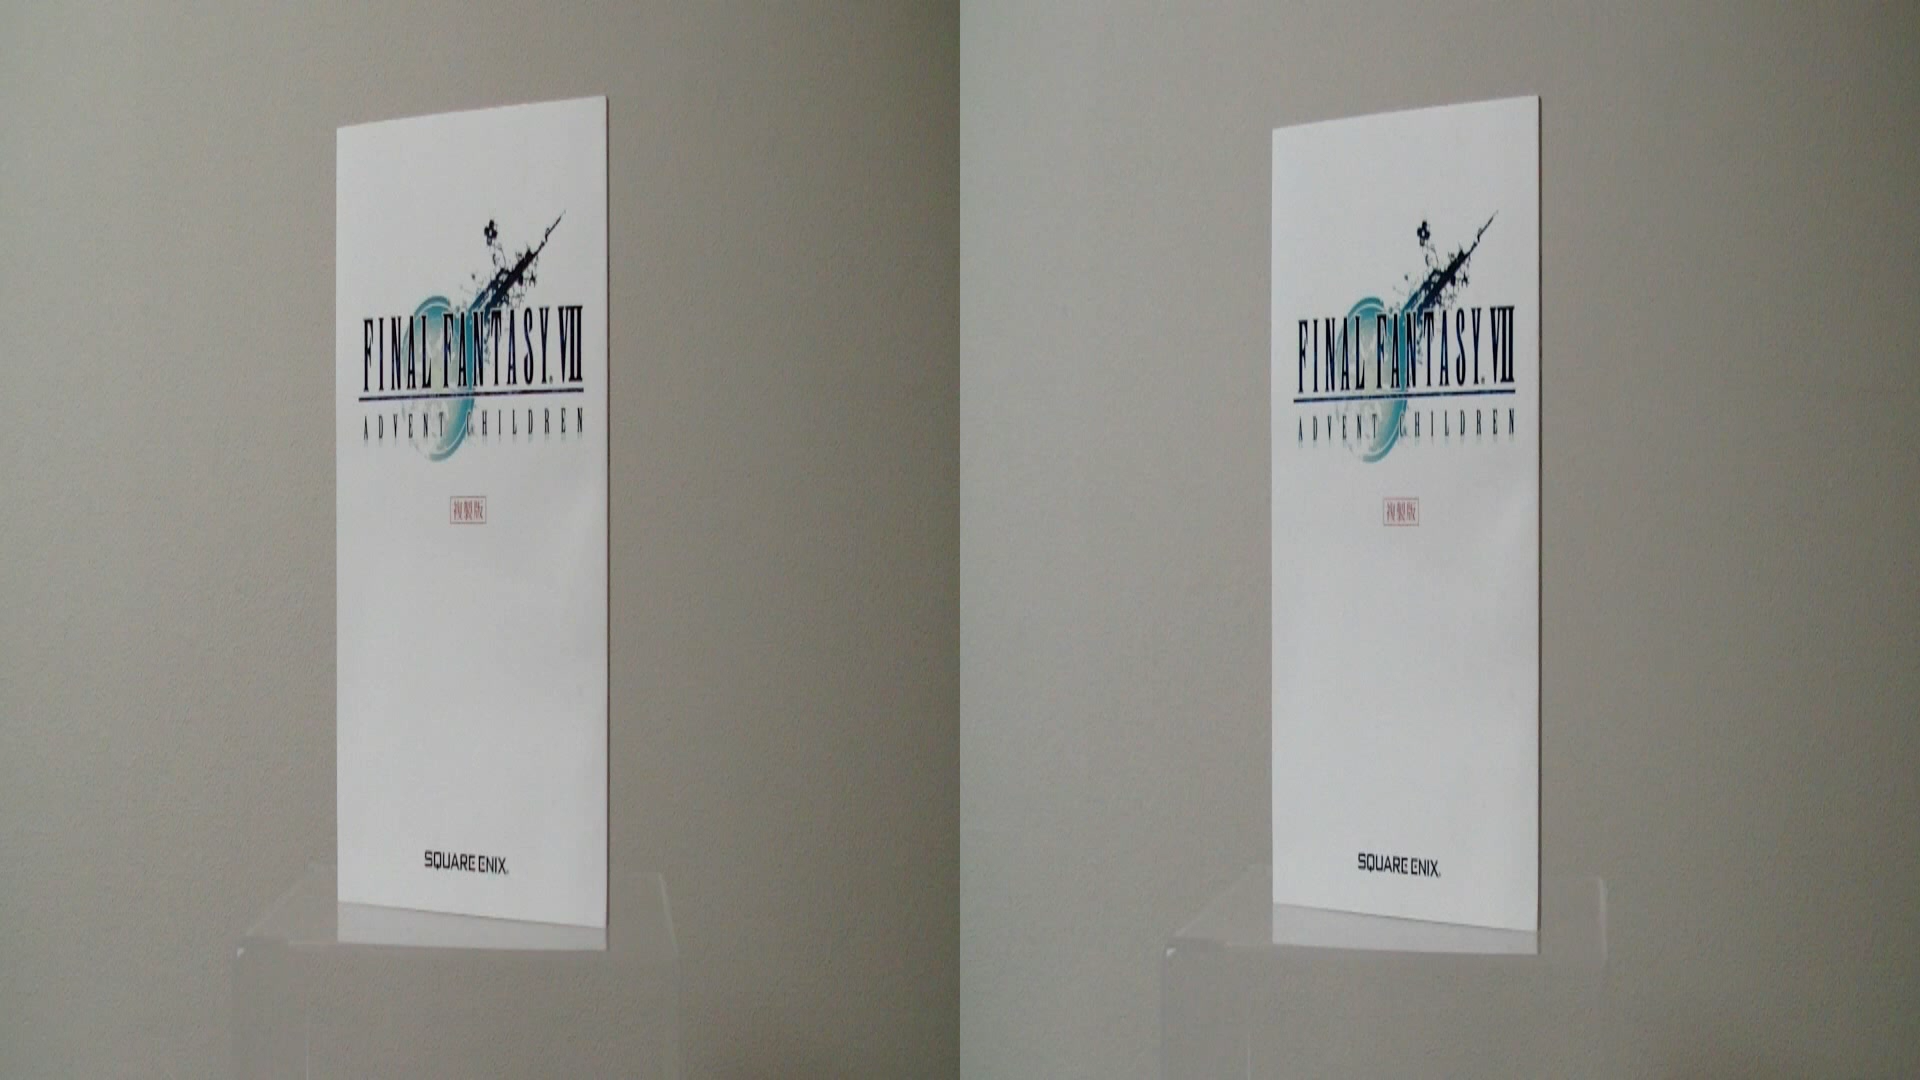 FINAL FANTASY® VII
ADVENT CHILDREN
複製版
SQUARE ENIX®
FINAL FANTASY® VII
ADVENT CHILDREN
複製版
SQUARE ENIX®